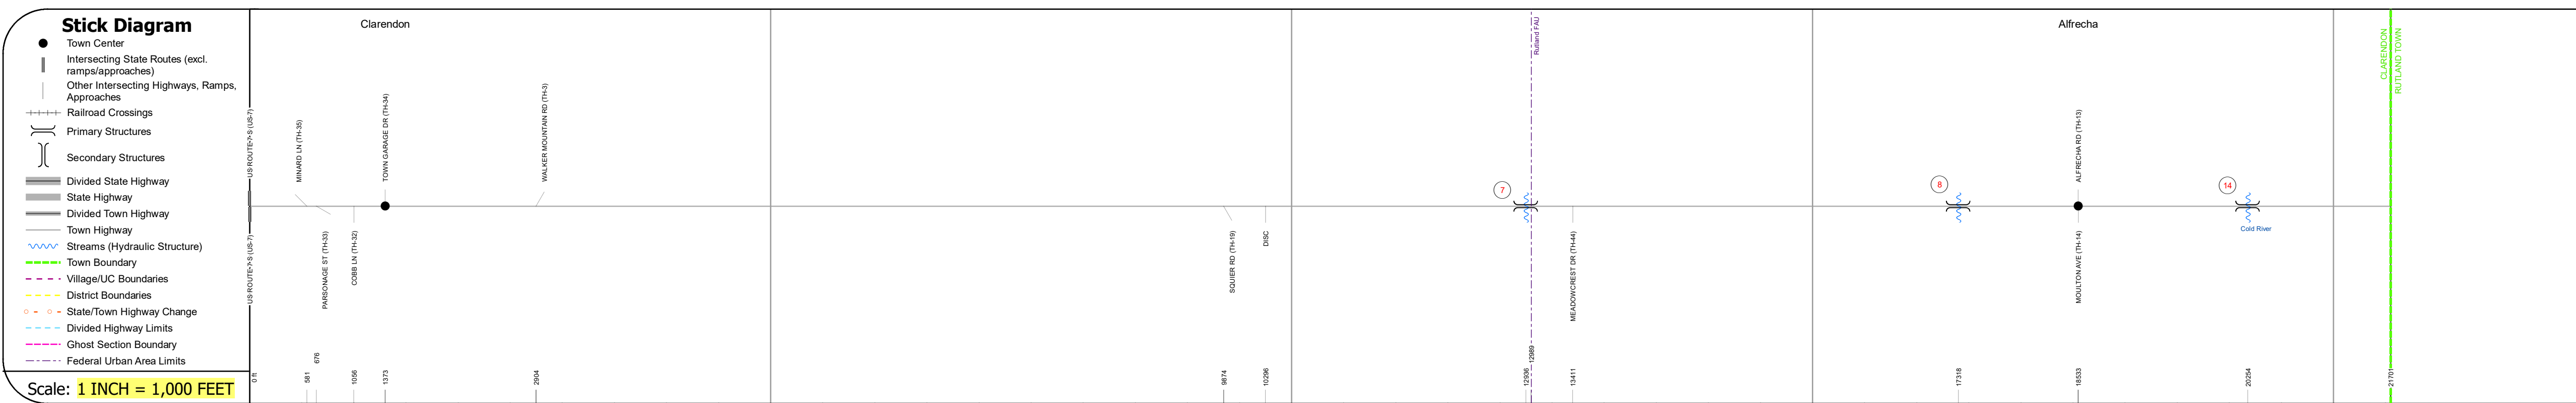 Stick Diagram
Town Center
Intersecting State Routes (excl.
ramps/approaches)
Other Intersecting Highways, Ramps,
Approaches
Railroad Crossings
Primary Structures
Secondary Structures
Divided State Highway
State Highway
Divided Town Highway
Town Highway
Streams (Hydraulic Structure)
Town Boundary
Village/UC Boundaries
District Boundaries
State/Town Highway Change
Divided Highway Limits
Ghost Section Boundary
Federal Urban Area Limits
Scale: 1 INCH = 1,000 FEET
Clarendon
Alfrecha
Rutland FAU
CLARENDON
RUTLAND TOWN
US ROUTE 7 S (US-7)
MINARD LN (TH-35)
TOWN GARAGE DR (TH-34)
WALKER MOUNTAIN RD (TH-3)
ALFRECHA RD (TH-13)
7
8
14
US ROUTE 7 S (US-7)
PARSONAGE ST (TH-33)
COBB LN (TH-32)
SQUIER RD (TH-19)
DISC
MEADOWCREST DR (TH-44)
MOULTON AVE (TH-14)
Cold River
0 ft
581
676
1056
1373
2904
9874
10296
12936
12989
13411
17318
18533
20254
21701